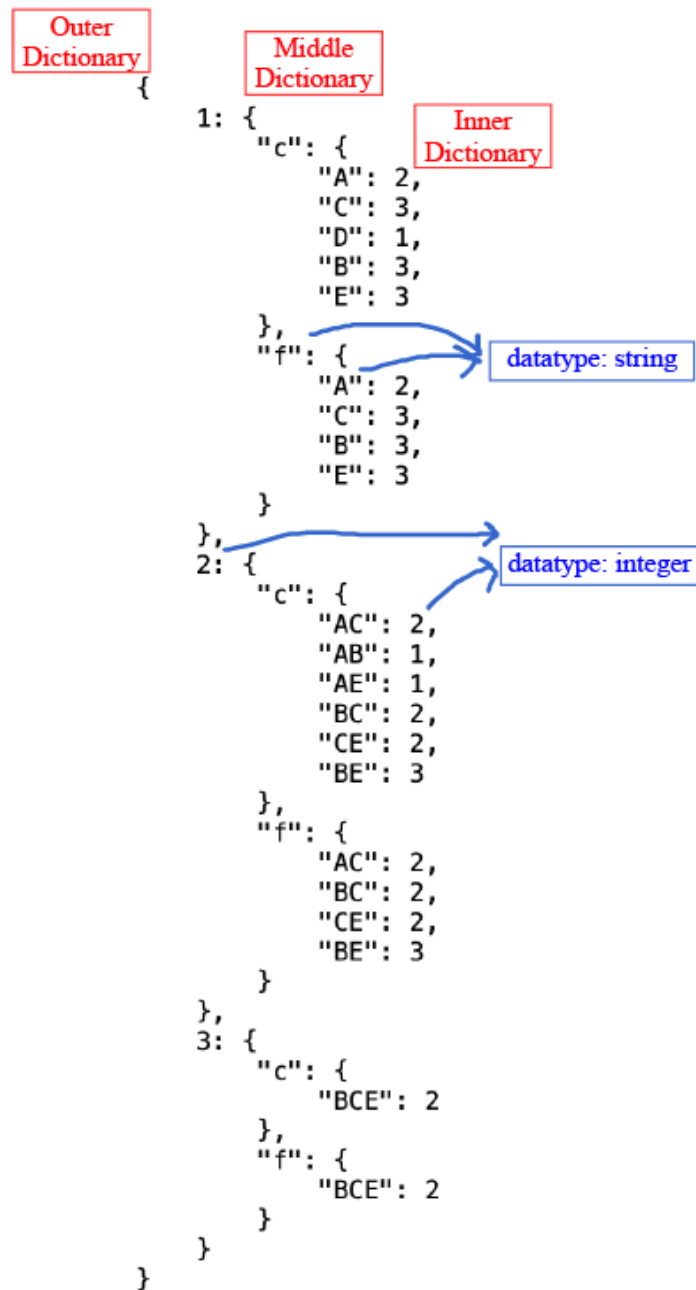 Outer
Dictionary
Middle
Dictionary
{
1: {
Inner
Dictionary
"c": {
"A": 2,
"C": 3,
"D": 1,
"B": 3,
"E": 3
},
"f": {
datatype: string
"A": 2,
"C": 3,
"B": 3,
"E": 3
}
},
2: {
datatype: integer
"c": {
"AC": 2,
"AB": 1,
"AE": 1,
"BC": 2,
"CE": 2,
"BE": 3
},
"f": {
"AC": 2,
"BC": 2,
"CE": 2,
"BE": 3
}
},
3: {
"c": {
"BCE": 2
},
"f": {
"BCE": 2
}
}
}